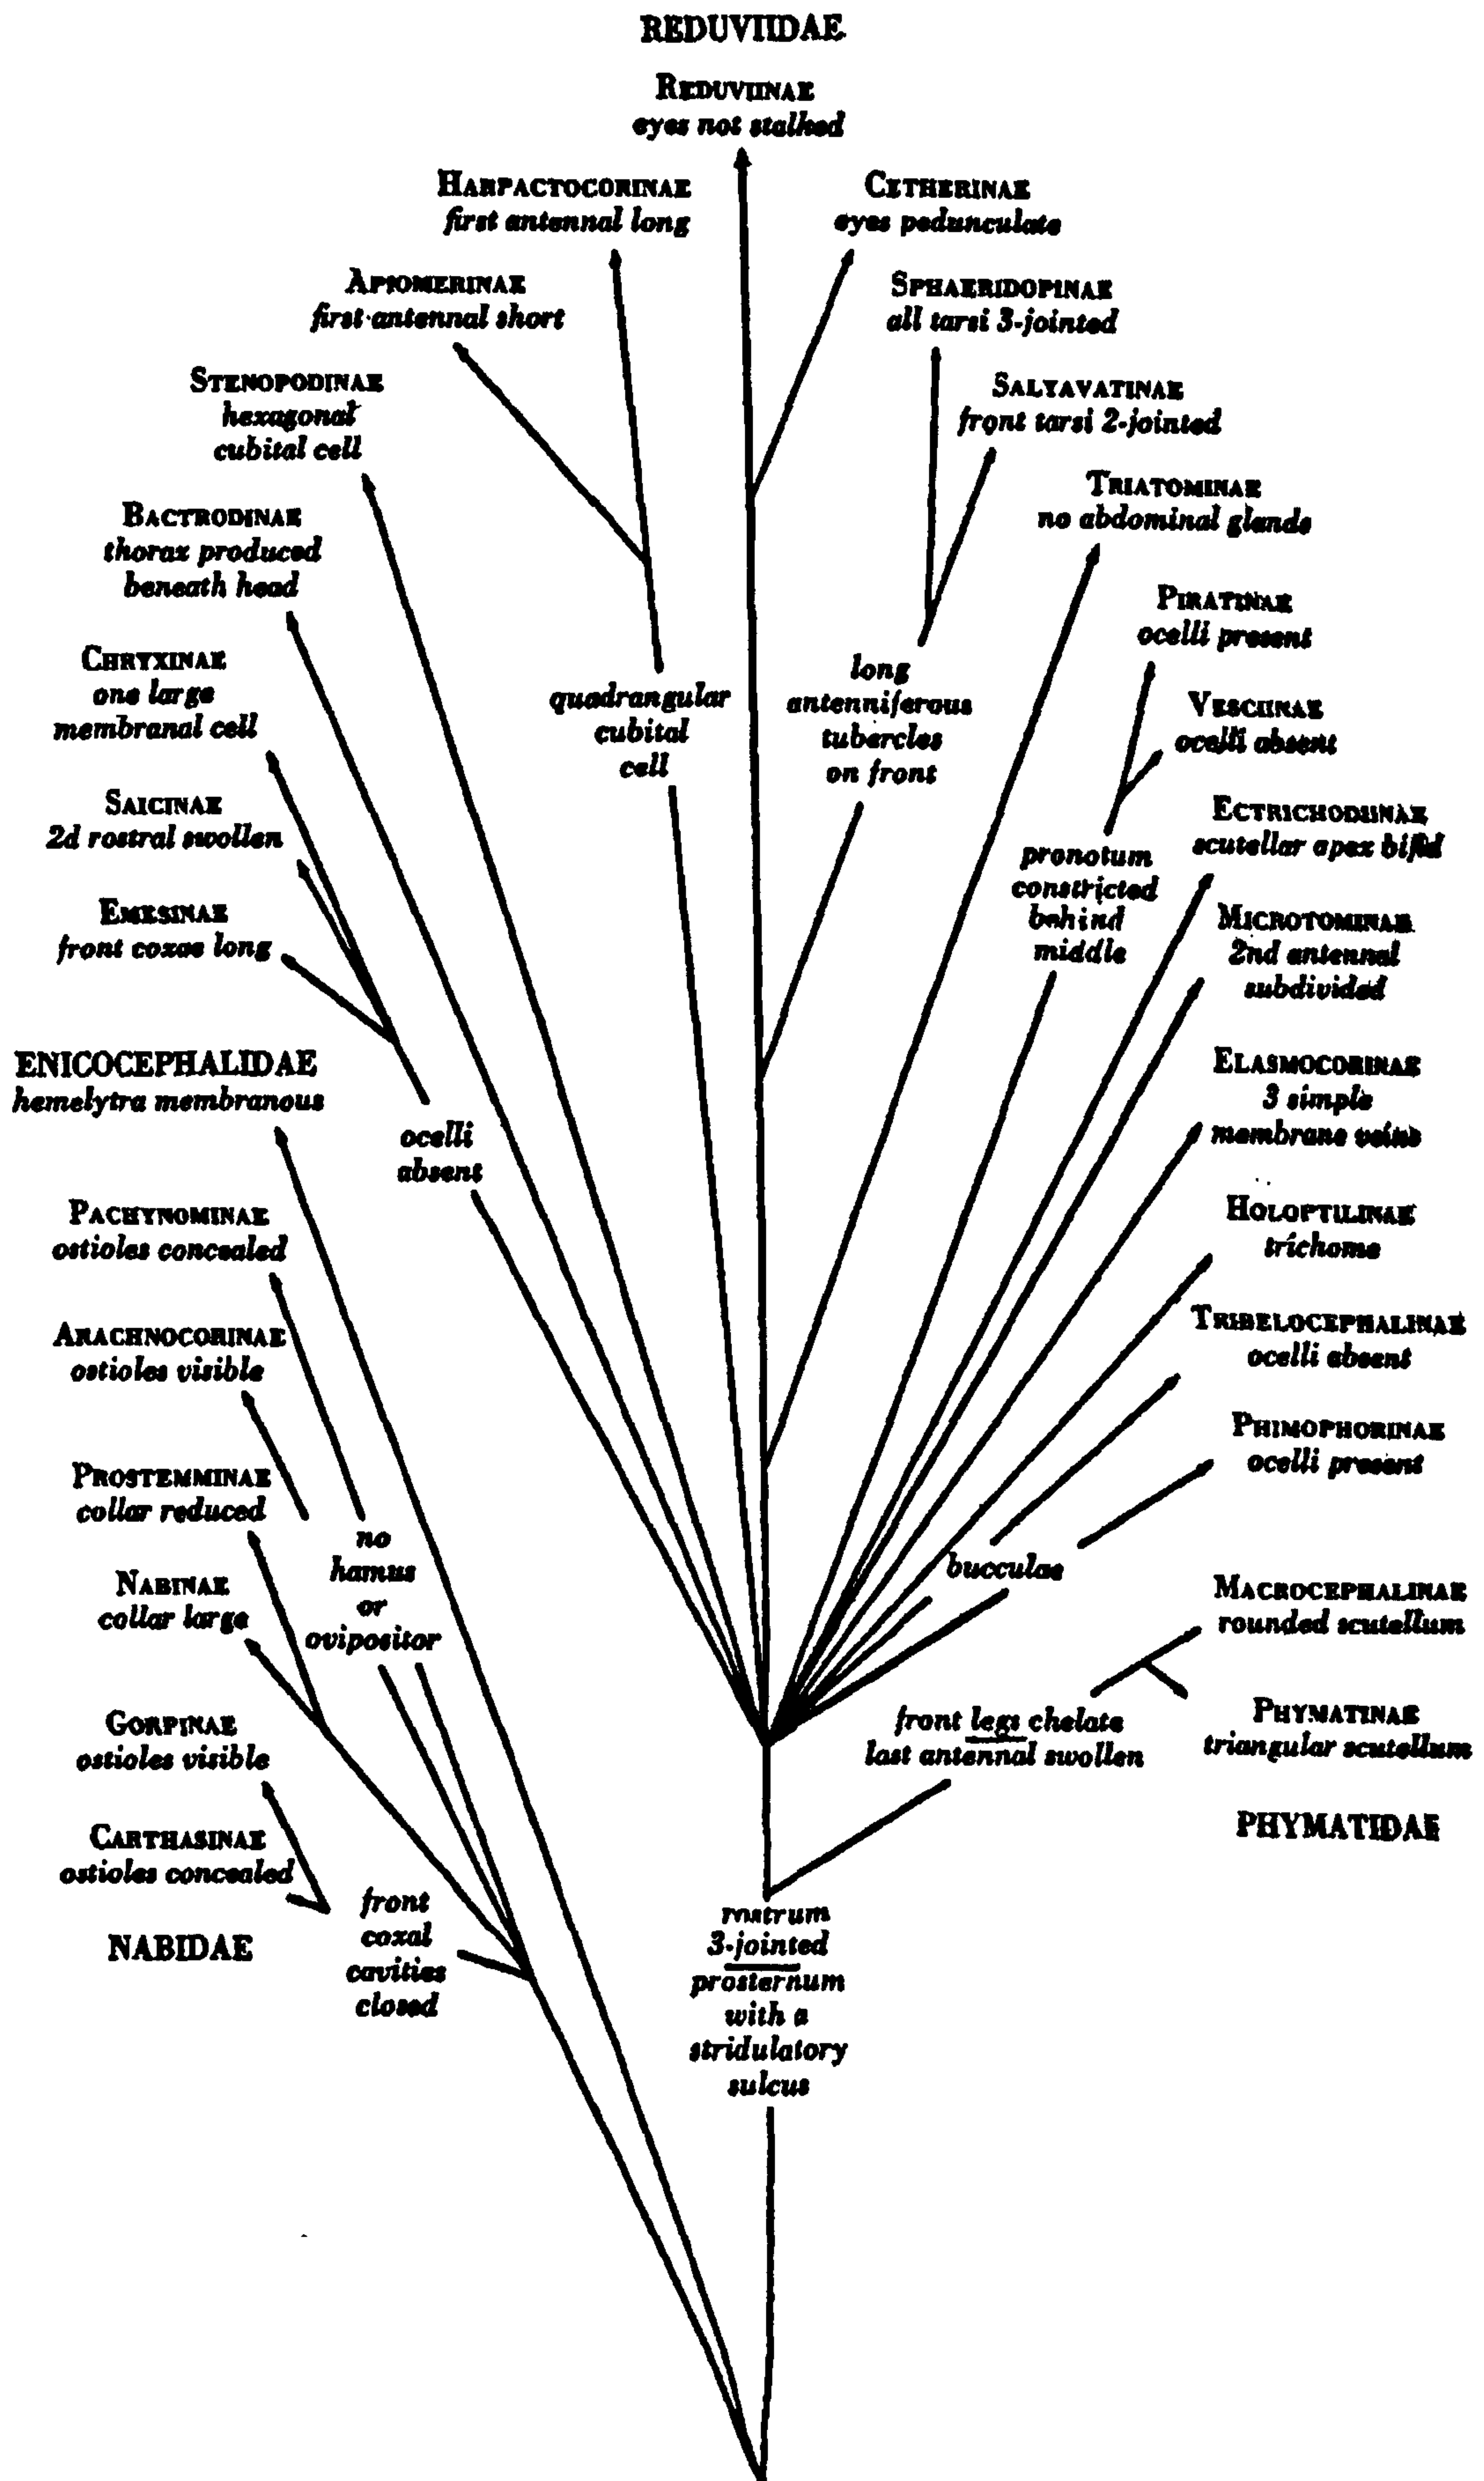 REDUVIIDAE
REDUVIINAE
eyes not stalked
HARPACTOCORINAE
first antennal long
CETHERINAE
eyes pedunculate
APIOMERINAE
first antennal short
SPHAERIDOPINAE
all tarsi 3-jointed
STENOPODINAE
hexagonal
cubital cell
SALYAVATINAE
front tarsi 2-jointed
TRIATOMINAE
no abdominal glands
BACTRODINAE
thorax produced
beneath head
PIRATINAE
ocelli present
CHRYXINAE
one large
membranal cell
quadrangular
cubital
cell
long
antenniferous
tubercles
on front
VESCIINAE
ocelli absent
SAICINAE
2d rostral swollen
ECTRICHODIINAE
scutellar apex bifid
pronotum
constricted
behind
middle
EMESINAE
front coxae long
MICROTOMINAE
2nd antennal
subdivided
ENICOCEPHALIDAE
hemelytra membranous
ELASMOCORINAE
3 simple
membrane veins
ocelli
absent
PACHYNOMINAE
ostioles concealed
HOLOPTILINAE
trichome
ARACHNOCORINAE
ostioles visible
TRIBELOCEPHALINAE
ocelli absent
PROSTEMMINAE
collar reduced
PHIMOPHORINAE
ocelli present
no
hamus
or
ovipositor
bucculae
NABINAE
collar large
MACROCEPHALINAE
rounded scutellum
GORPINAE
ostioles visible
front legs chelate
last antennal swollen
PHYMATINAE
triangular scutellum
CARTHASINAE
ostioles concealed
PHYMATIDAE
front
coxal
cavities
closed
NABIDAE
rostrum
3-jointed
prosternum
with a
stridulatory
sulcus